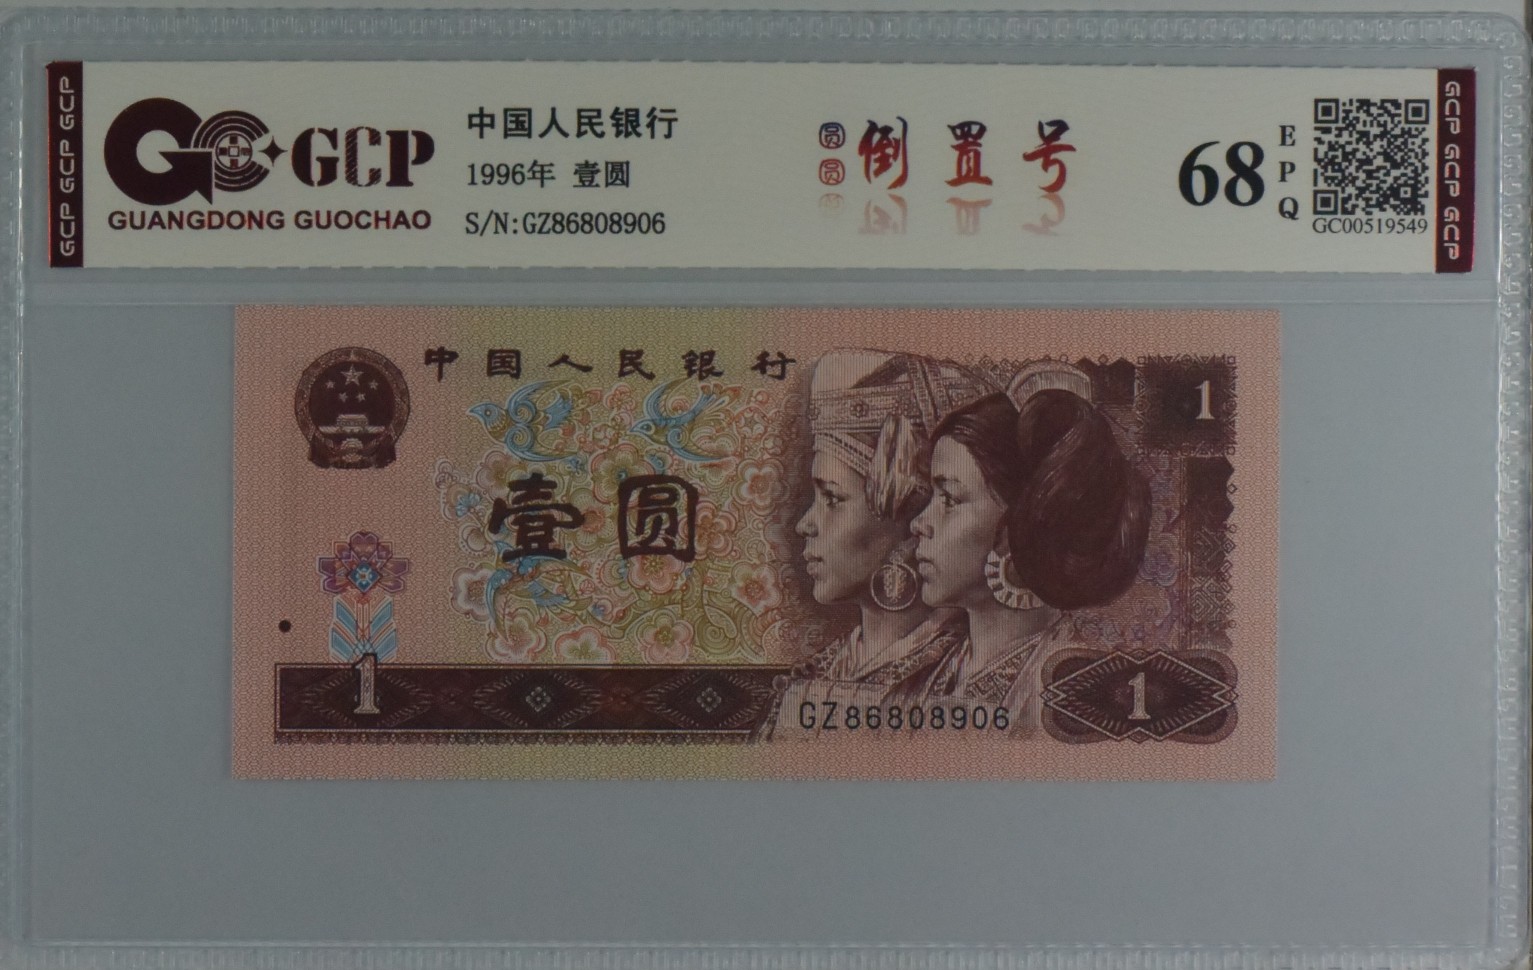 GCP GCP GCP
GCP
GUANGDONG GUOCHAO
中国人民银行
1996年 壹圆
S/N:GZ86808906
圆
圆
倒置号
68
E
P
Q
GC00519549
GCP GCP GCP
中国人民银行
1
壹圆
1
GZ86808906
1